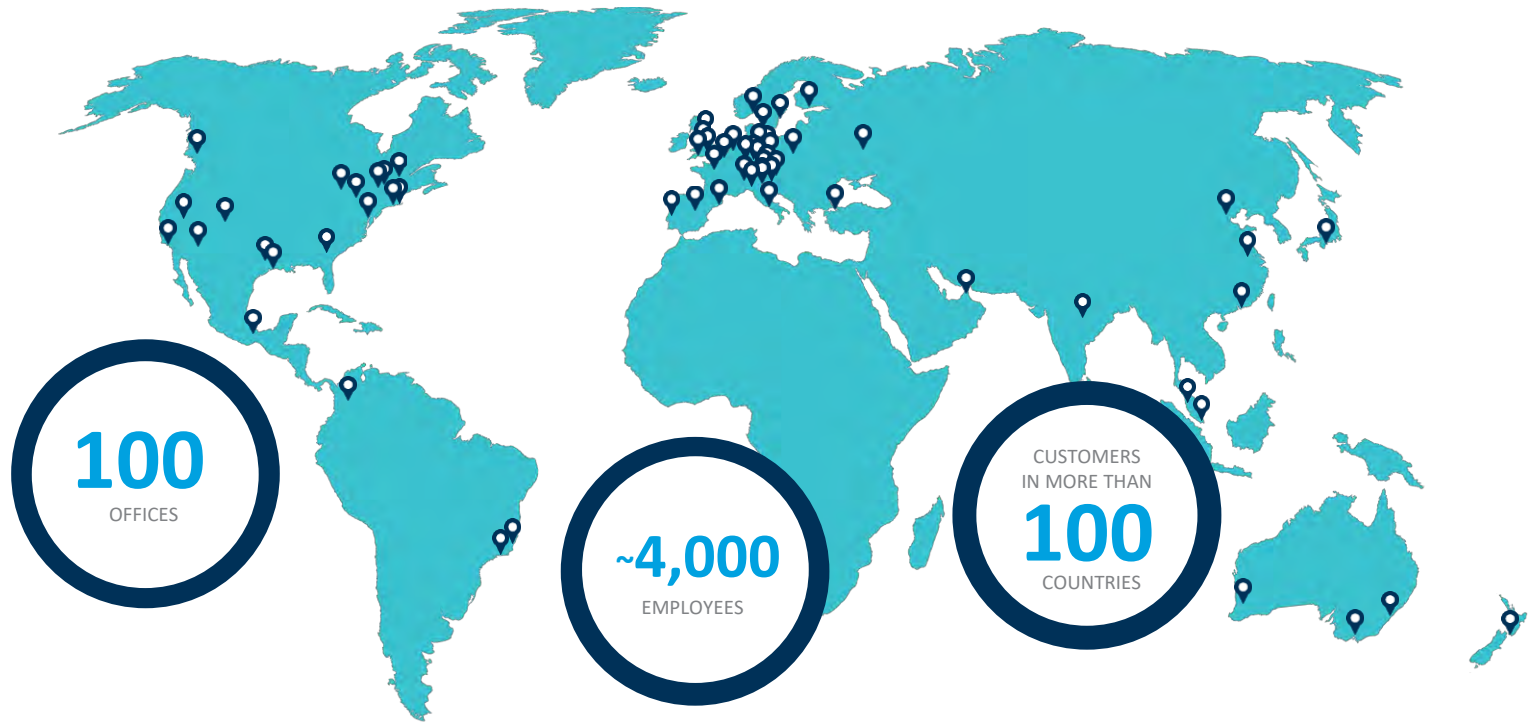 100
OFFICES
~4,000
EMPLOYEES
CUSTOMERS
IN MORE THAN
100
COUNTRIES